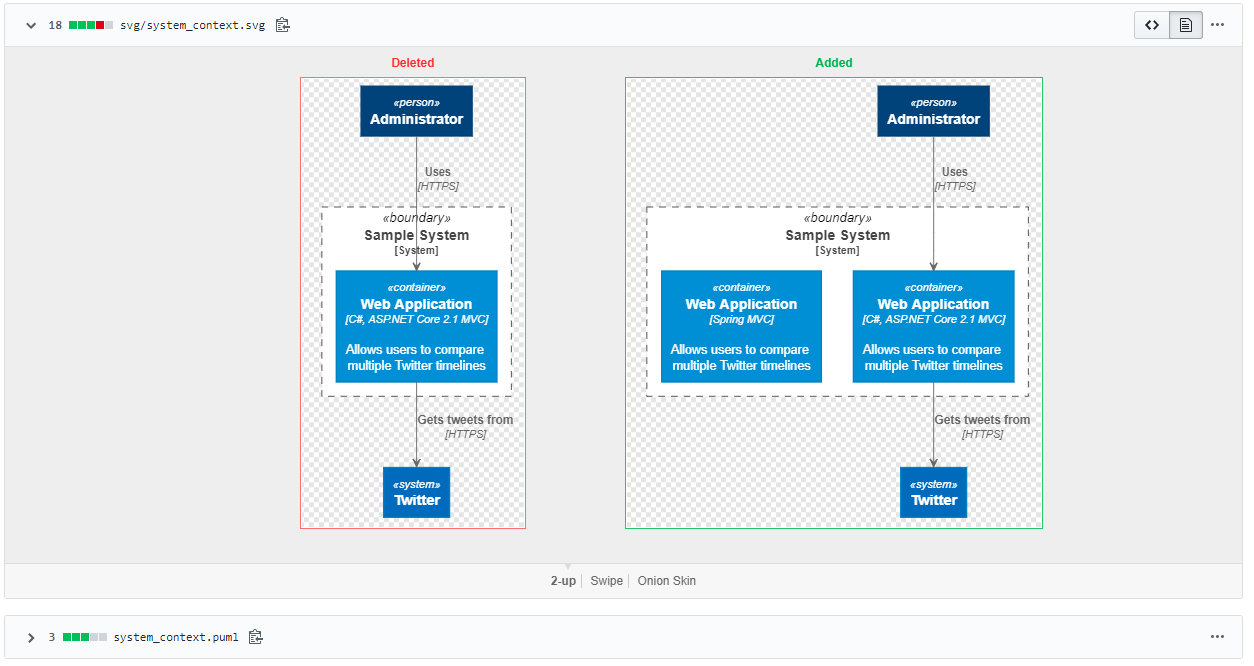 18 svg/system_context.svg
Deleted
«person»
Administrator
Uses
[HTTPS]
«boundary»
Sample System
[System]
«container»
Web Application
[C#, ASP.NET Core 2.1 MVC]
Allows users to compare
multiple Twitter timelines
Gets tweets from
[HTTPS]
«system»
Twitter
Added
«person»
Administrator
Uses
[HTTPS]
«boundary»
Sample System
[System]
«container»
Web Application
[Spring MVC]
Allows users to compare
multiple Twitter timelines
«container»
Web Application
[C#, ASP.NET Core 2.1 MVC]
Allows users to compare
multiple Twitter timelines
Gets tweets from
[HTTPS]
«system»
Twitter
2-up Swipe Onion Skin
3 system_context.puml